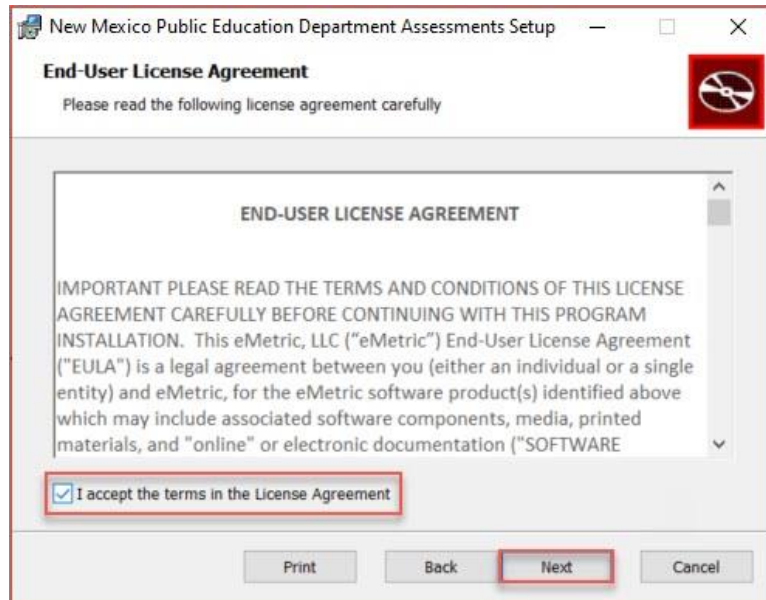 New Mexico Public Education Department Assessments Setup
End-User License Agreement
Please read the following license agreement carefully
END-USER LICENSE AGREEMENT
IMPORTANT PLEASE READ THE TERMS AND CONDITIONS OF THIS LICENSE
AGREEMENT CAREFULLY BEFORE CONTINUING WITH THIS PROGRAM
INSTALLATION.  This eMetric, LLC (“eMetric”) End-User License Agreement
("EULA") is a legal agreement between you (either an individual or a single
entity) and eMetric, for the eMetric software product(s) identified above
which may include associated software components, media, printed
materials, and "online" or electronic documentation ("SOFTWARE
I accept the terms in the License Agreement
Print Back Next Cancel